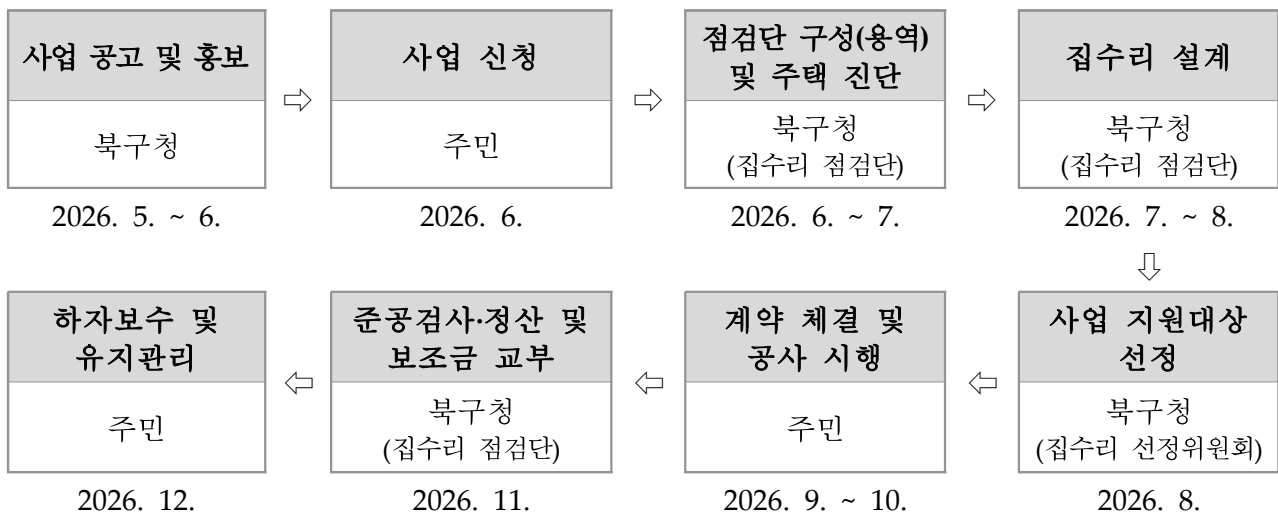 사업 공고 및 홍보
북구청
2026. 5. ~ 6.
⇨
사업 신청
주민
2026. 6.
⇨
점검단 구성(용역)
및 주택 진단
북구청
(집수리 점검단)
2026. 6. ~ 7.
⇨
집수리 설계
북구청
(집수리 점검단)
2026. 7. ~ 8.
⇩
사업 지원대상
선정
북구청
(집수리 선정위원회)
2026. 8.
⇦
계약 체결 및
공사 시행
주민
2026. 9. ~ 10.
⇦
준공검사·정산 및
보조금 교부
북구청
(집수리 점검단)
2026. 11.
⇦
하자보수 및
유지관리
주민
2026. 12.